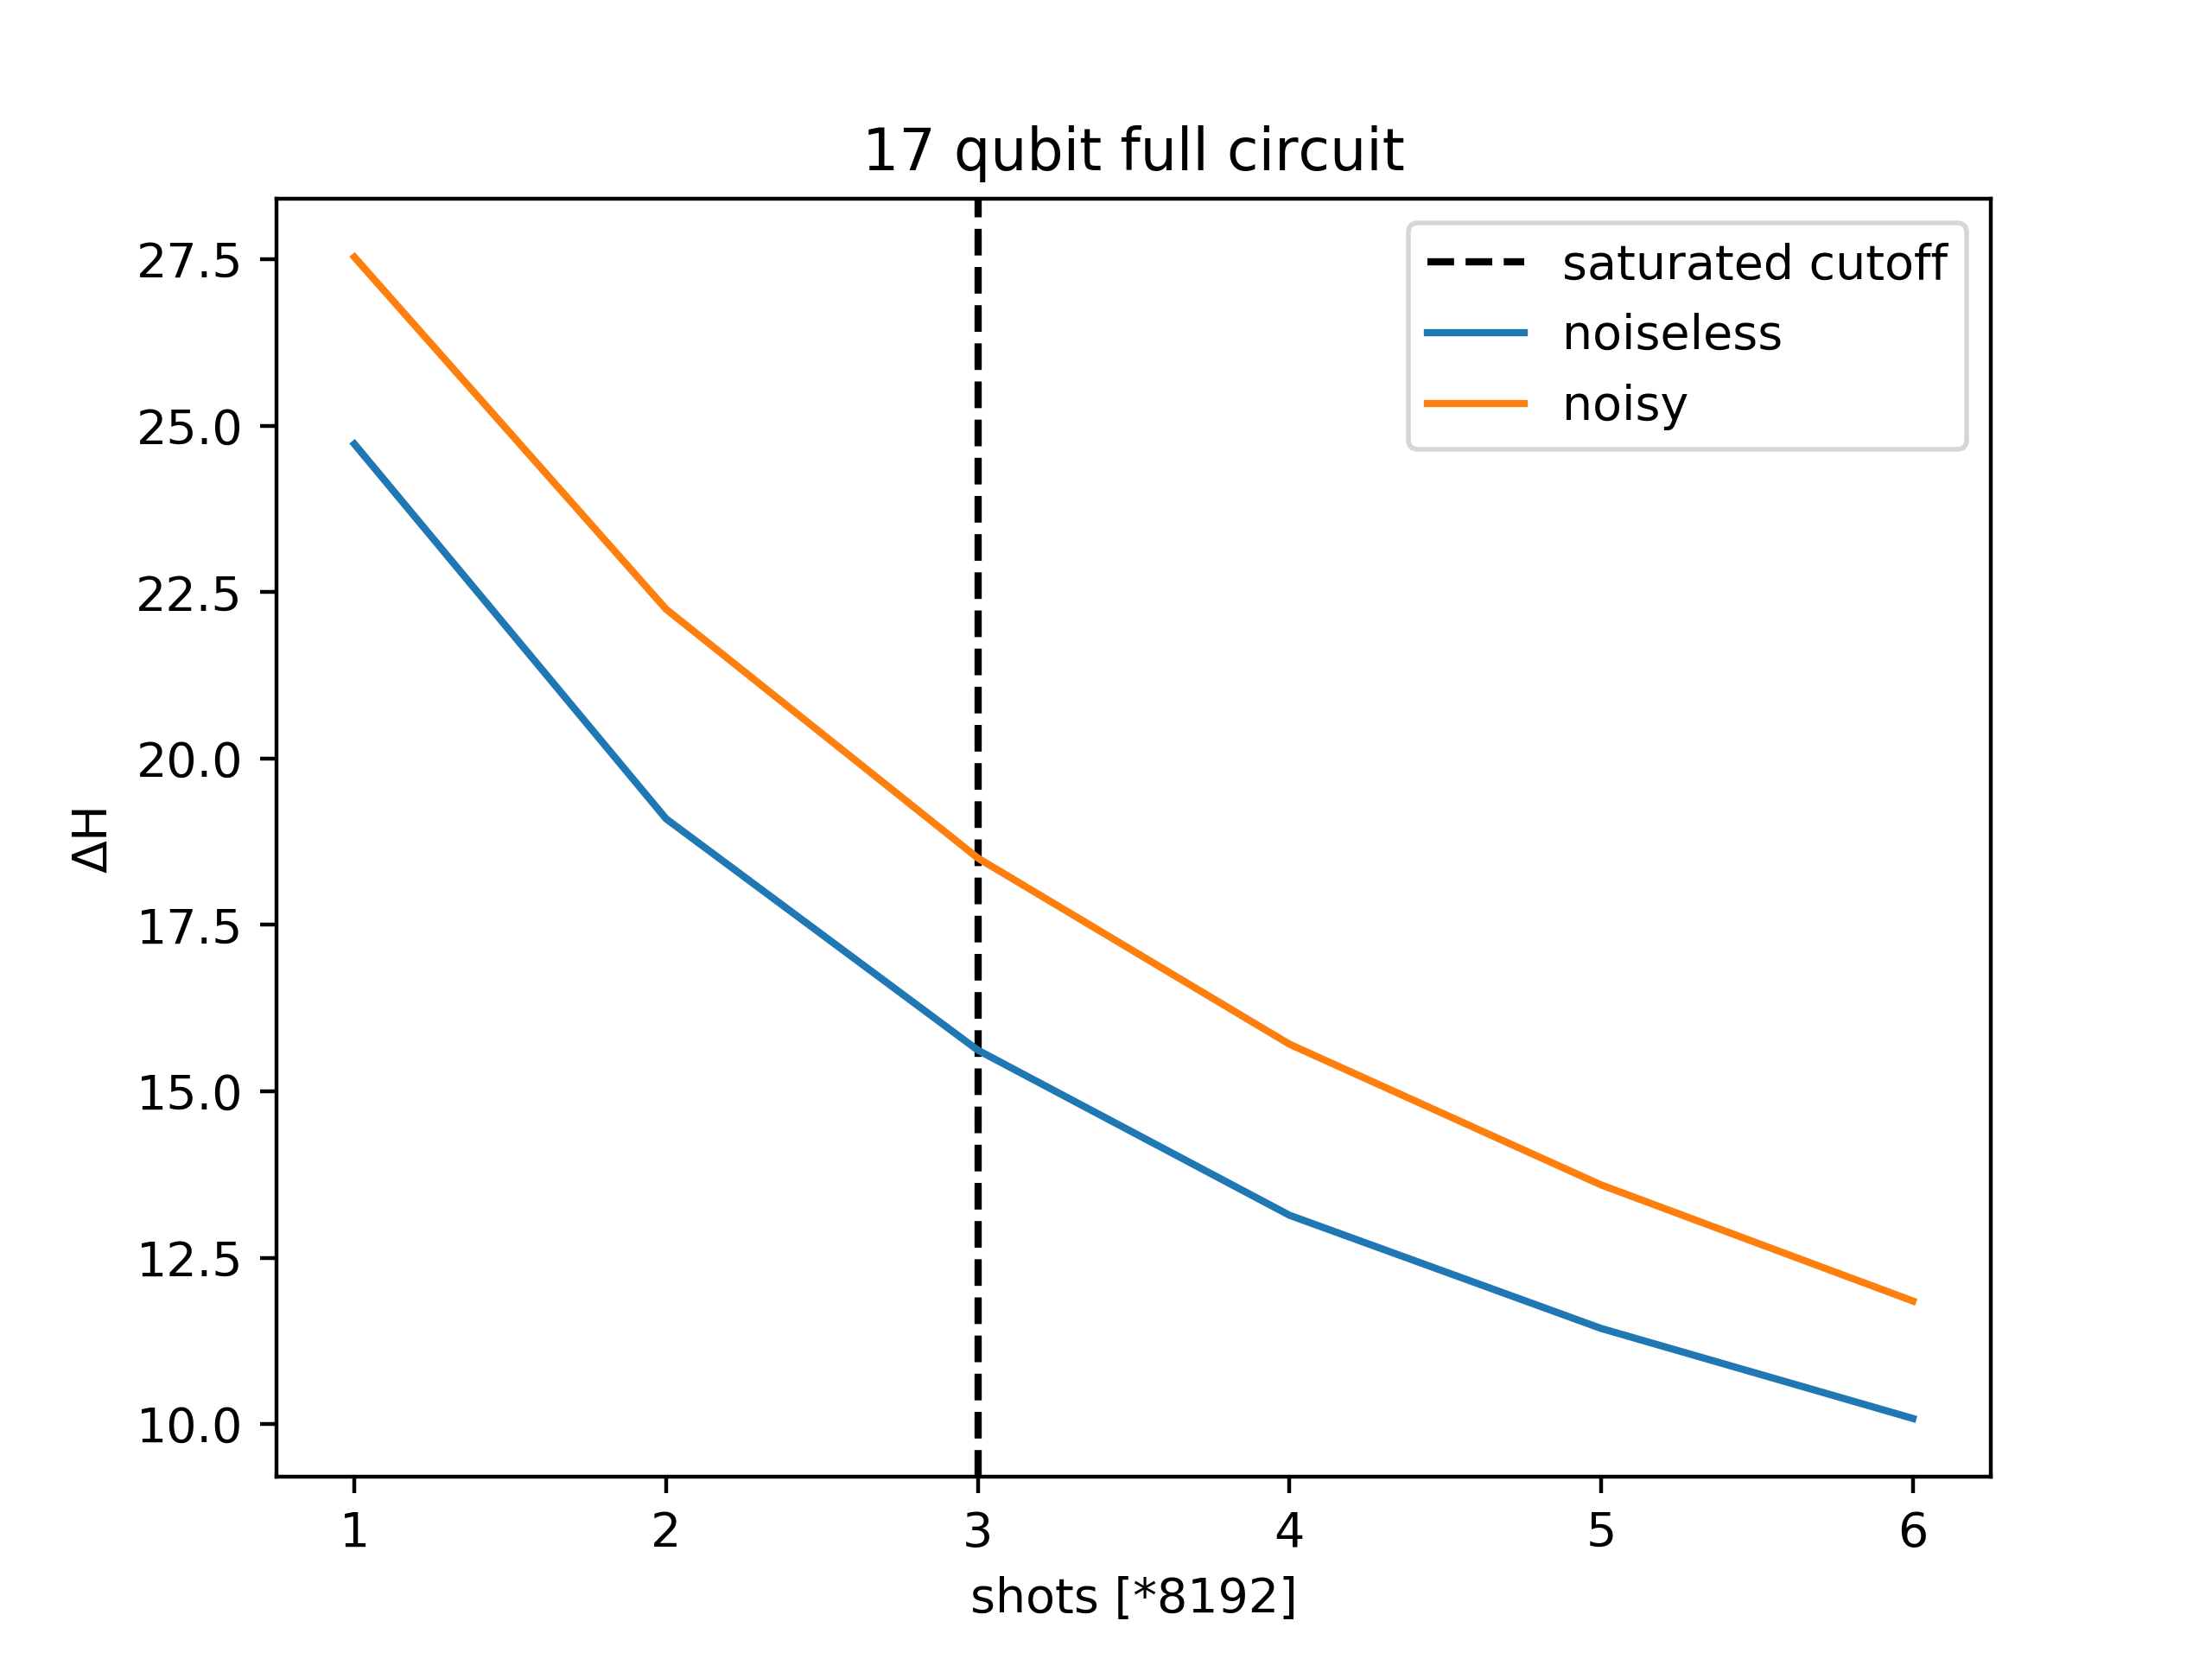 17 qubit full circuit
27.5
25.0
22.5
20.0
17.5
15.0
12.5
10.0
ΔH
saturated cutoff
noiseless
noisy
1 2 3 4 5 6
shots [*8192]